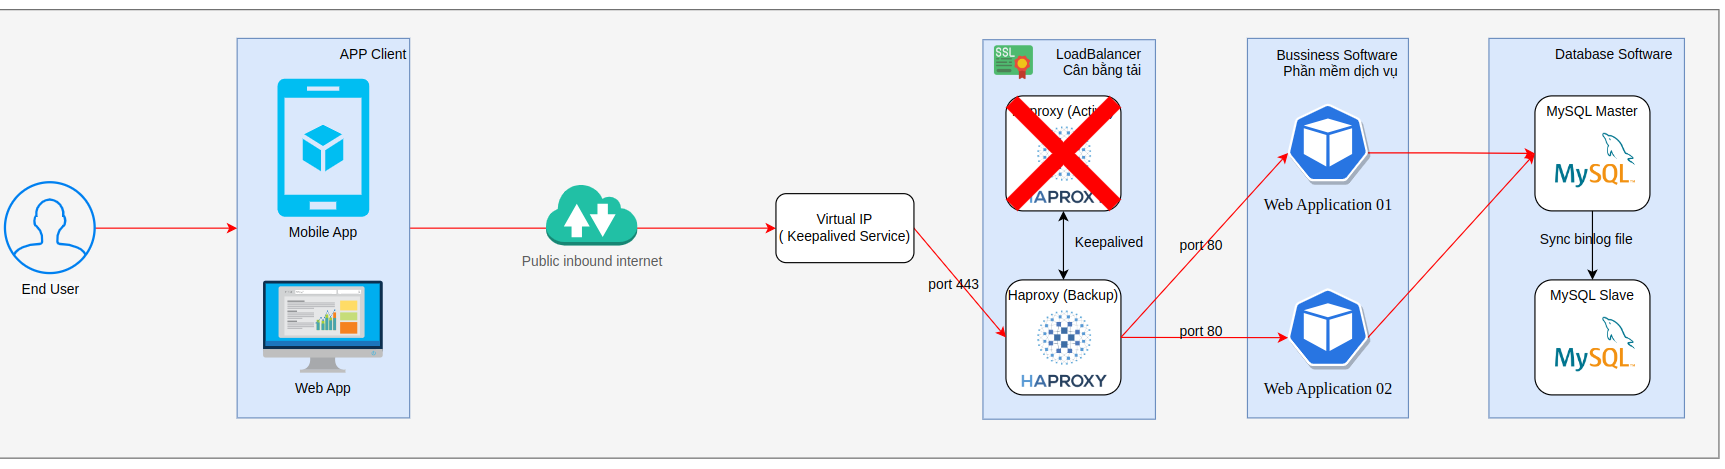 APP Client
Mobile App
Web App
End User
Public inbound internet
Virtual IP
( Keepalived Service)
port 443
SSL
LoadBalancer
Cân bằng tải
HAPROXY
Keepalived
Haproxy (Backup)
HAPROXY
port 80
port 80
Bussiness Software
Phần mềm dịch vụ
Web Application 01
Web Application 02
Database Software
MySQL Master
MySQL
Sync binlog file
MySQL Slave
MySQL